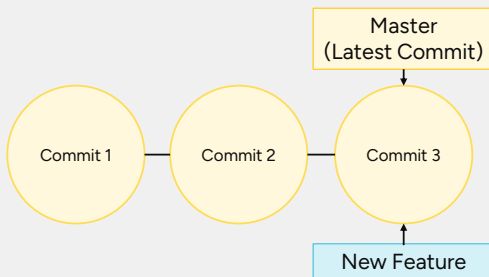 Master
(Latest Commit)
Commit 1
Commit 2
Commit 3
New Feature